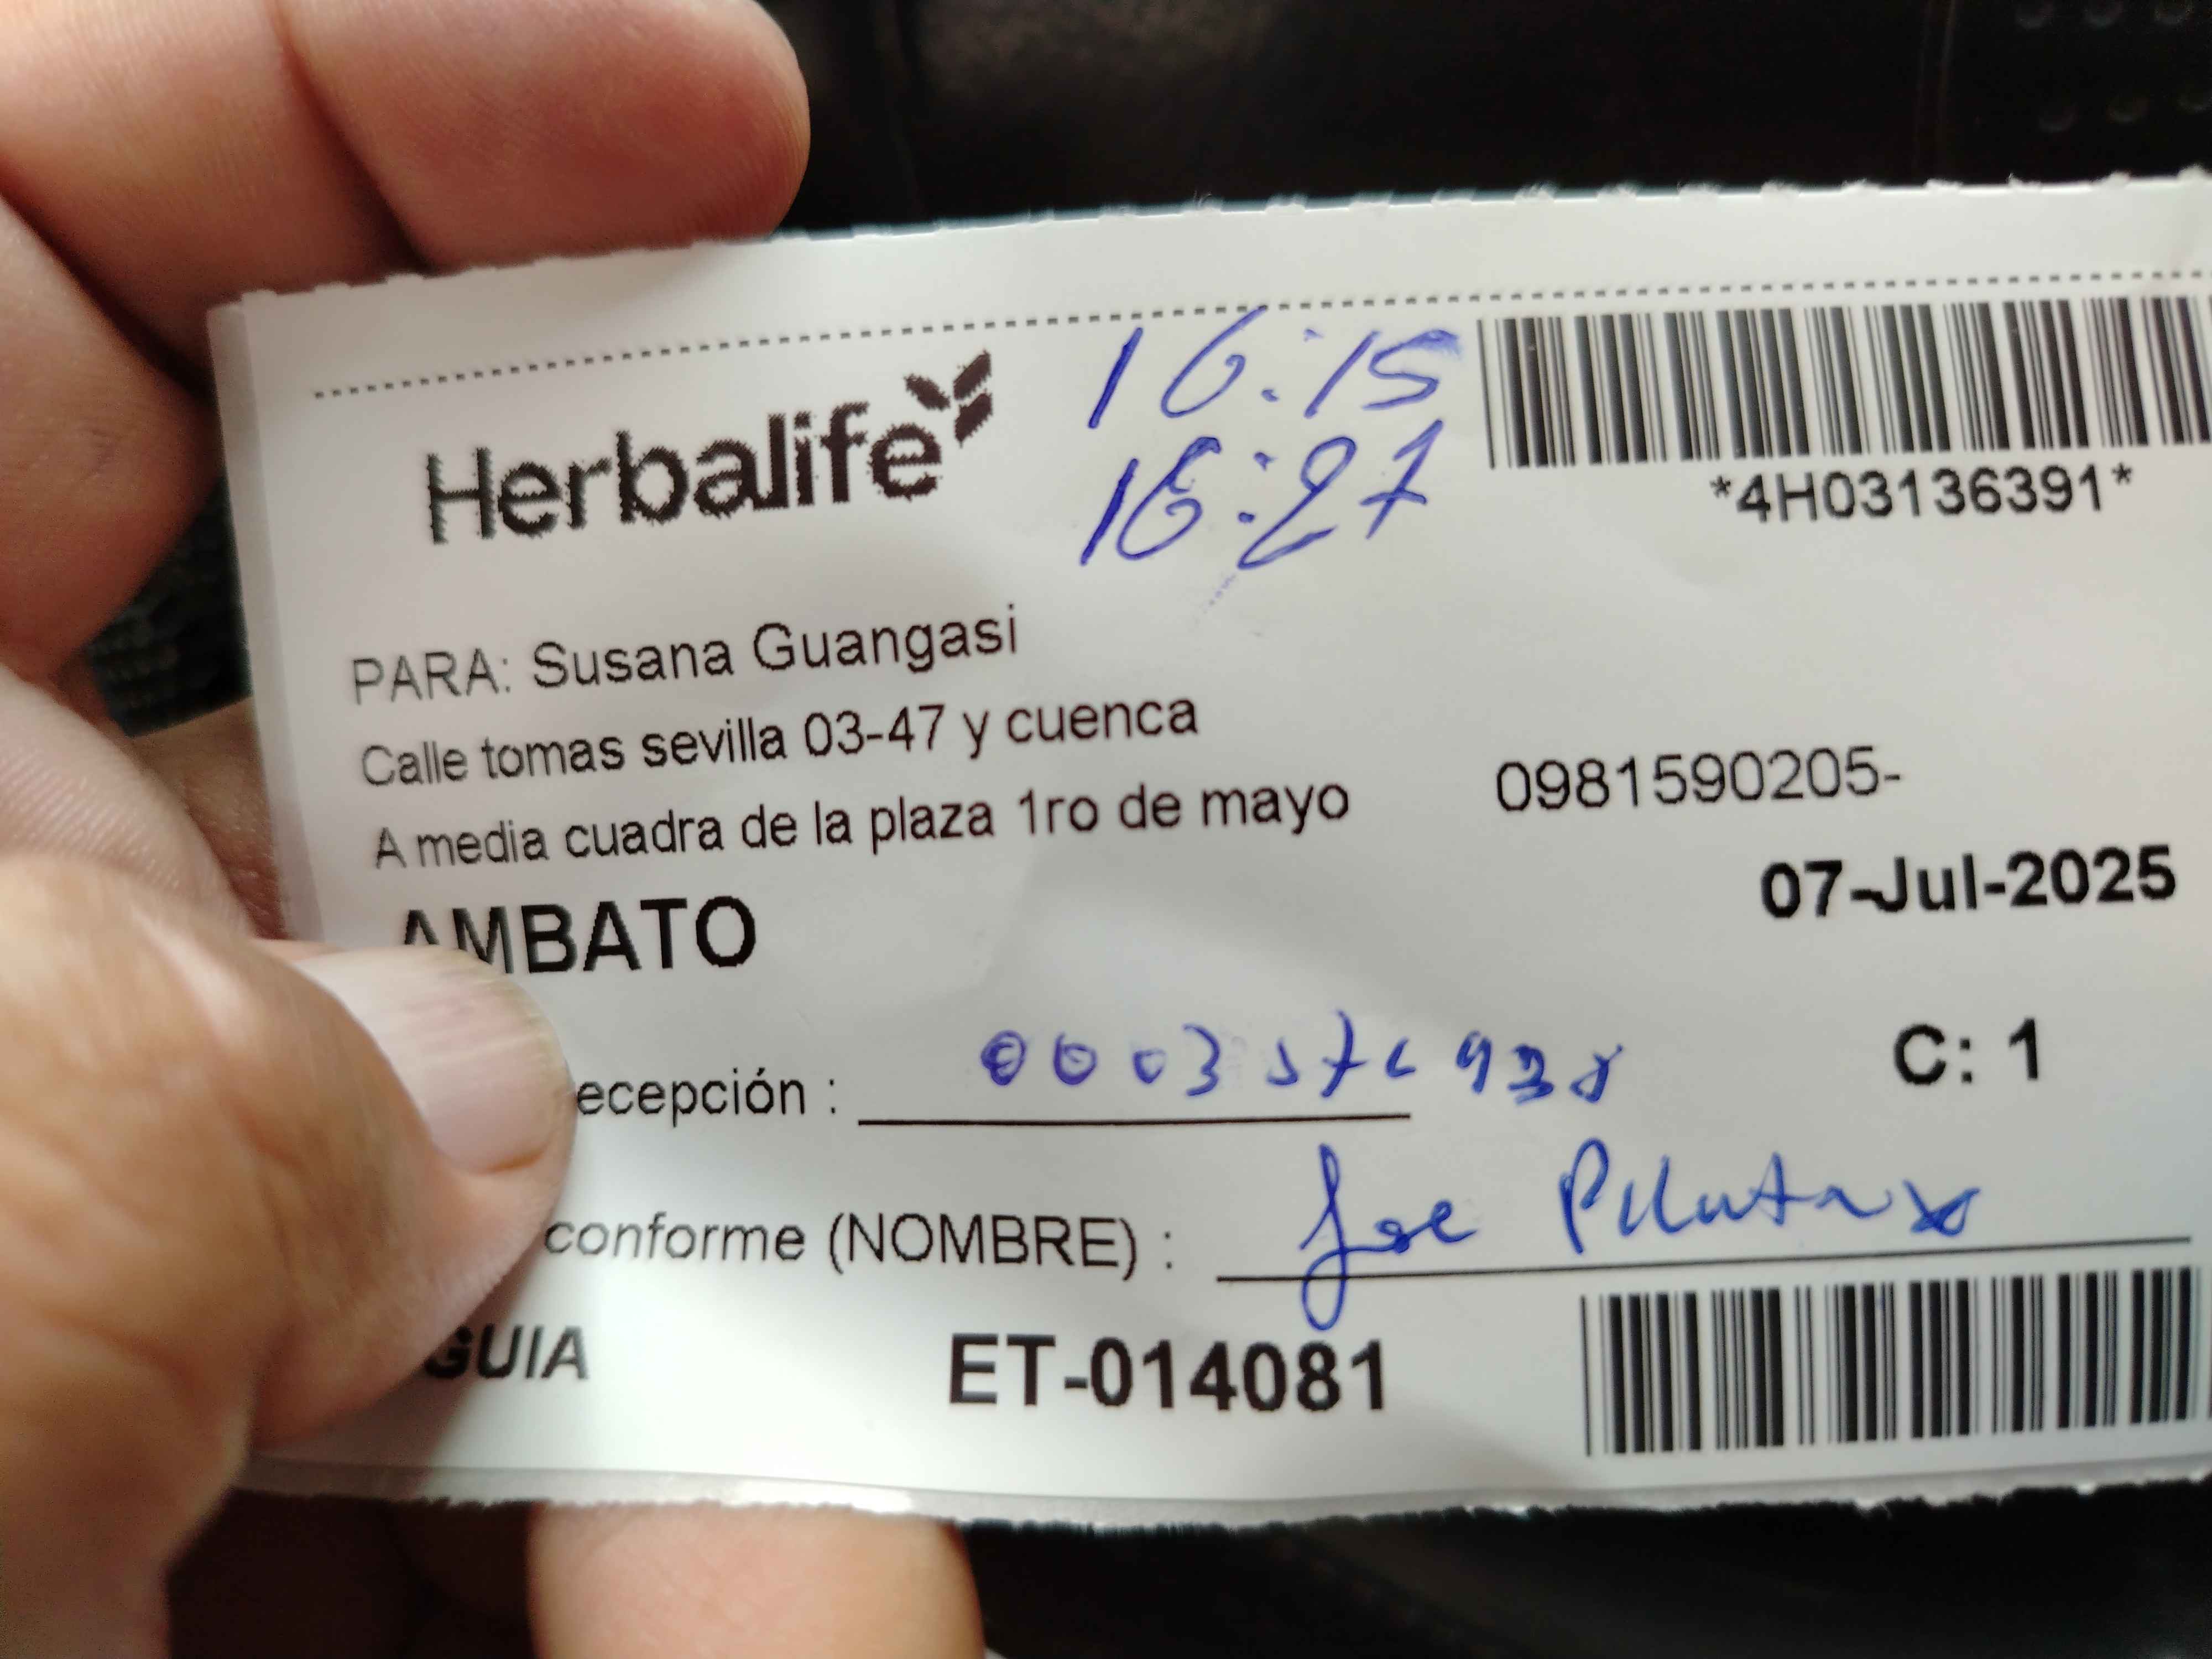 Herbalife
16:15
16:27
*4H03136391*
PARA: Susana Guangasi
Calle tomas sevilla 03-47 y cuenca
A media cuadra de la plaza 1ro de mayo
0981590205-
07-Jul-2025
AMBATO
ecepción :
C: 1
conforme (NOMBRE) : Jose
GUIA ET-014081